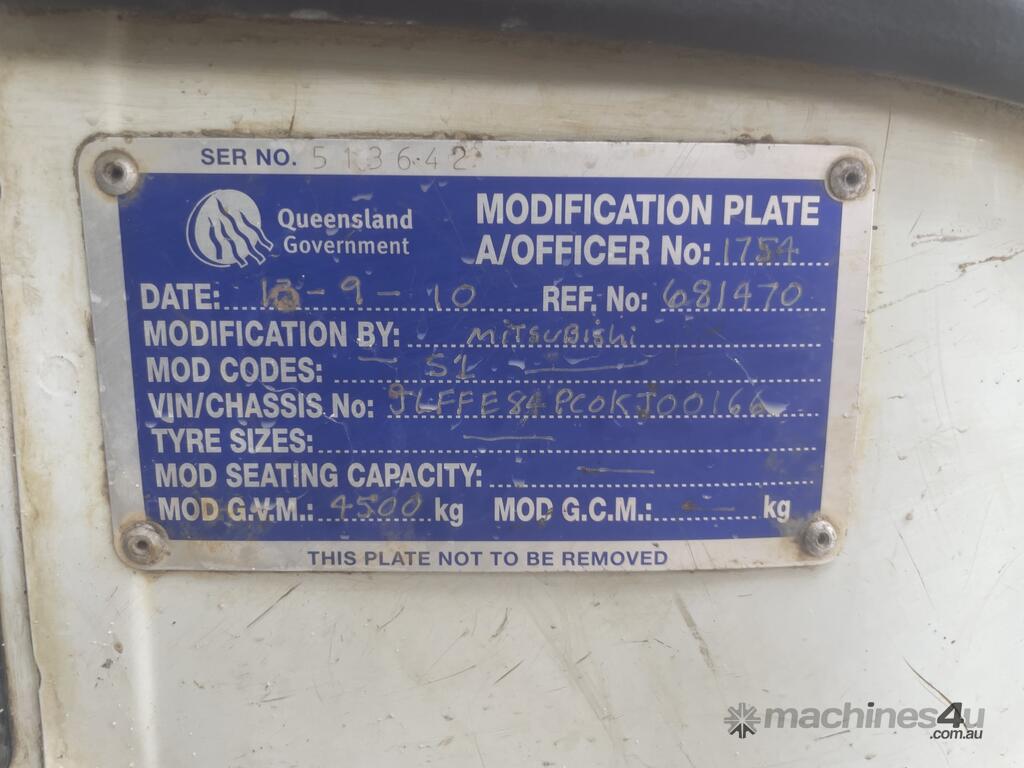 SER NO. 513642
Queensland
Government
MODIFICATION PLATE
A/OFFICER No: 1754
DATE: 13-9-10 REF. No: 681470
MODIFICATION BY: MITSUBISHI
MOD CODES: — S1 —
VIN/CHASSIS No: JLFFE84PC0KJ00166
TYRE SIZES: —
MOD SEATING CAPACITY: —
MOD G.V.M.: 4500 kg MOD G.C.M.: — kg
THIS PLATE NOT TO BE REMOVED
machines4u
.com.au